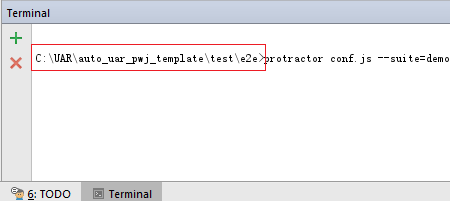 Terminal
C:\UAR\auto_uar_pwj_template\test\e2e>protractor conf.js --suite=demo
6: TODO
Terminal